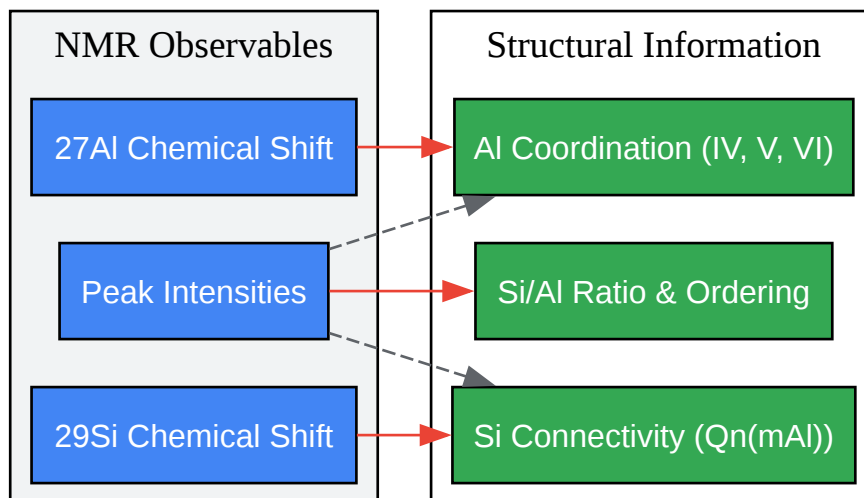 NMR Observables
27Al Chemical Shift
Peak Intensities
29Si Chemical Shift
Structural Information
Al Coordination (IV, V, VI)
Si/Al Ratio & Ordering
Si Connectivity (Qn(mAl))